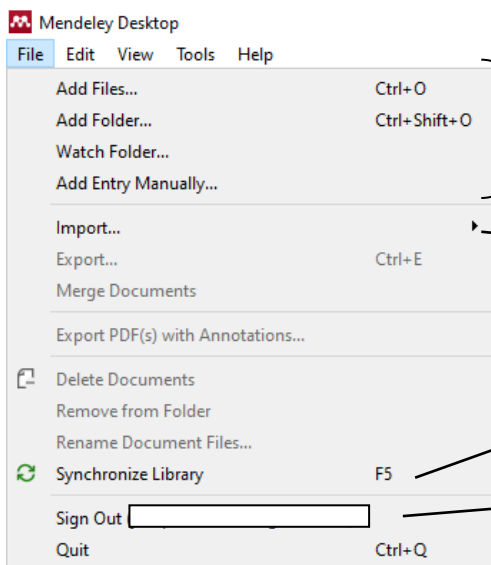 Mendeley Desktop
File Edit View Tools Help
Add Files... Ctrl+O
Add Folder... Ctrl+Shift+O
Watch Folder...
Add Entry Manually...
Import...
Export... Ctrl+E
Merge Documents
Export PDF(s) with Annotations...
Delete Documents
Remove from Folder
Rename Document Files...
Synchronize Library F5
Sign Out
Quit Ctrl+Q